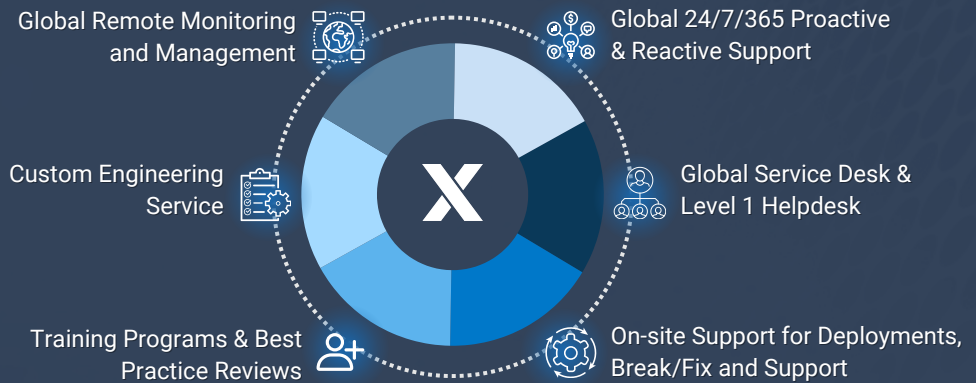 Global Remote Monitoring
and Management
Global 24/7/365 Proactive
& Reactive Support
Custom Engineering
Service
X
Global Service Desk &
Level 1 Helpdesk
Training Programs & Best
Practice Reviews
On-site Support for Deployments,
Break/Fix and Support